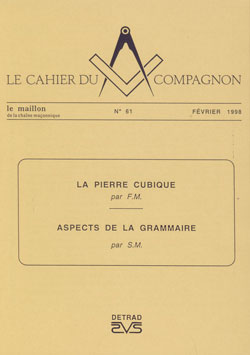 LE CAHIER DU COMPAGNON
le maillon
de la chaîne maçonnique
N° 61
FÉVRIER 1998
LA PIERRE CUBIQUE
par F.M.
ASPECTS DE LA GRAMMAIRE
par S.M.
DETRAD